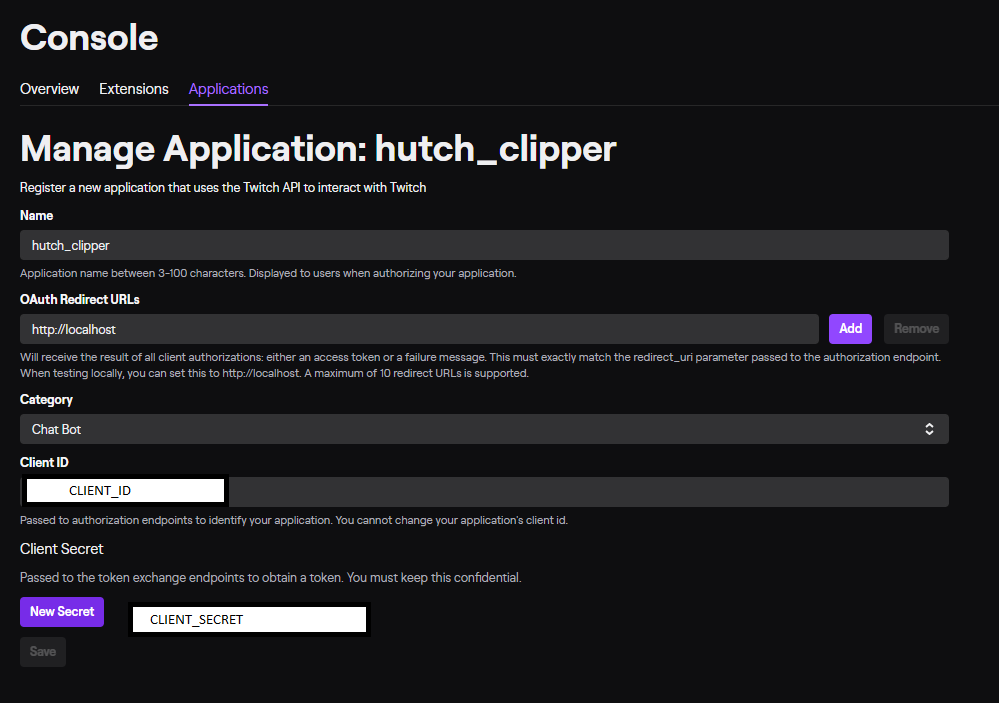 Console
Overview Extensions Applications
Manage Application: hutch_clipper
Register a new application that uses the Twitch API to interact with Twitch
Name
hutch_clipper
Application name between 3-100 characters. Displayed to users when authorizing your application.
OAuth Redirect URLs
http://localhost Add Remove
Will receive the result of all client authorizations: either an access token or a failure message. This must exactly match the redirect_uri parameter passed to the authorization endpoint.
When testing locally, you can set this to http://localhost. A maximum of 10 redirect URLs is supported.
Category
Chat Bot
Client ID
CLIENT_ID
Passed to authorization endpoints to identify your application. You cannot change your application's client id.
Client Secret
Passed to the token exchange endpoints to obtain a token. You must keep this confidential.
New Secret CLIENT_SECRET
Save